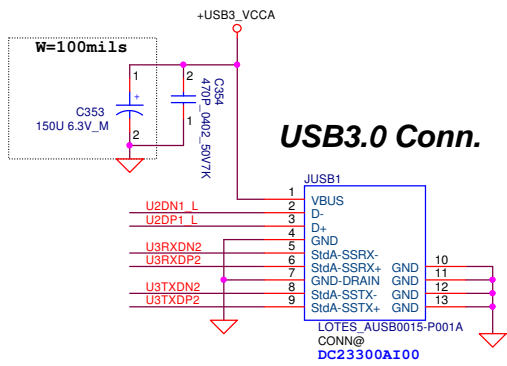 +USB3_VCCA
W=100mils
1
2
C353
150U 6.3V_M
+
2
1
C354
470P_0402_50V7K
USB3.0 Conn.
JUSB1
1 VBUS
U2DN1_L 2 D-
U2DP1_L 3 D+
4 GND
U3RXDN2 5 StdA-SSRX-
U3RXDP2 6 StdA-SSRX+ GND 10
7 GND-DRAIN GND 11
U3TXDN2 8 StdA-SSTX- GND 12
U3TXDP2 9 StdA-SSTX+ GND 13
LOTES_AUSB0015-P001A
CONN@
DC23300AI00